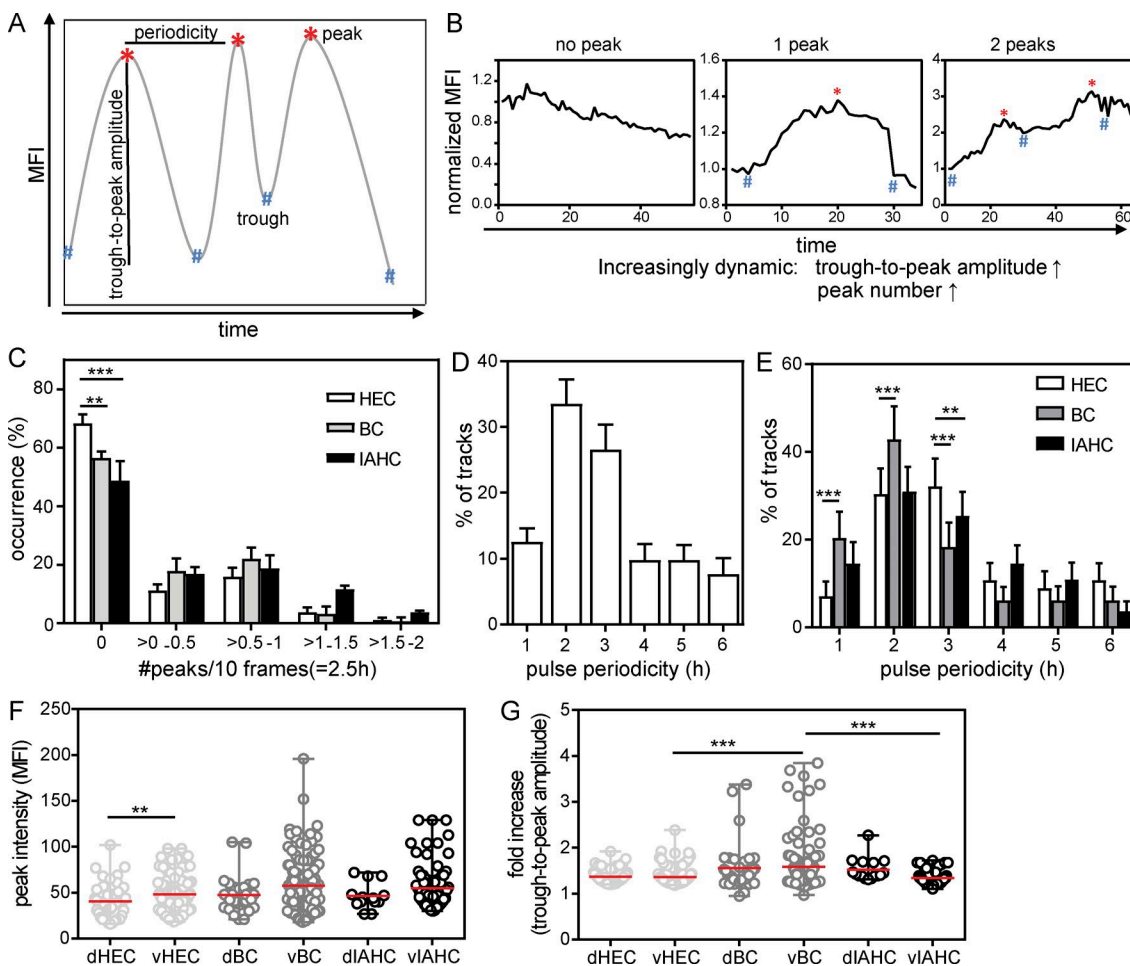 A
MFI
periodicity
peak
trough-to-peak amplitude
trough
*
*
*
#
#
#
#
time
B
normalized MFI
no peak
1.4
1.2
1.0
0.8
0.6
0.4
0.0
20
40
1 peak
1.6
1.4
1.2
1.0
0.8
0
10
20
30
*
#
#
2 peaks
4
3
2
1
0
20
40
60
*
*
#
#
#
time
Increasingly dynamic: trough-to-peak amplitude ↑
peak number ↑
C
occurrence (%)
80
60
40
20
0
***
**
HEC
BC
IAHC
0
>0 -0.5
>0.5 -1
>1 -1.5
>1.5-2
#peaks/10 frames(=2.5h)
D
% of tracks
40
30
20
10
0
1 2 3 4 5 6
pulse periodicity (h)
E
% of tracks
60
40
20
0
***
***
**
***
HEC
BC
IAHC
1 2 3 4 5 6
pulse periodicity (h)
F
peak intensity (MFI)
250
200
150
100
50
0
**
dHEC vHEC dBC vBC dIAHC vIAHC
G
fold increase
(trough-to-peak amplitude)
5
4
3
2
1
0
***
***
dHEC vHEC dBC vBC dIAHC vIAHC